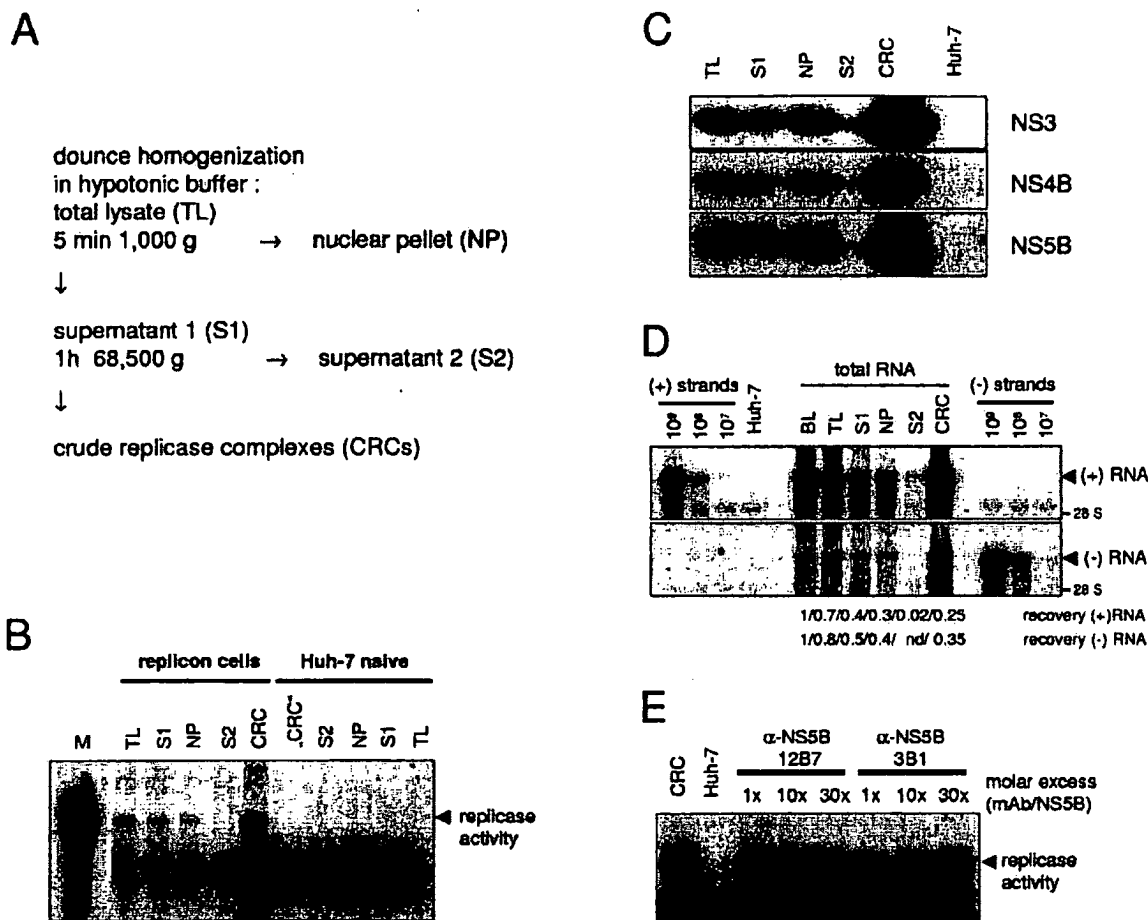 A
dounce homogenization
in hypotonic buffer :
total lysate (TL)
5 min 1,000 g → nuclear pellet (NP)
↓
supernatant 1 (S1)
1h 68,500 g → supernatant 2 (S2)
↓
crude replicase complexes (CRCs)
B
replicon cells Huh-7 naive
M TL S1 NP S2 CRC „CRC“ S2 NP S1 TL
replicase
activity
C
TL S1 NP S2 CRC Huh-7
NS3
NS4B
NS5B
D
total RNA
(+) strands (-) strands
10⁹ 10⁸ 10⁷ Huh-7 BL TL S1 NP S2 CRC 10⁹ 10⁸ 10⁷
(+) RNA
28 S
(-) RNA
28 S
1/0.7/0.4/0.3/0.02/0.25 recovery (+)RNA
1/0.8/0.5/0.4/ nd/ 0.35 recovery (-) RNA
E
α-NS5B α-NS5B
12B7 3B1
CRC Huh-7 1x 10x 30x 1x 10x 30x
molar excess
(mAb/NS5B)
replicase
activity